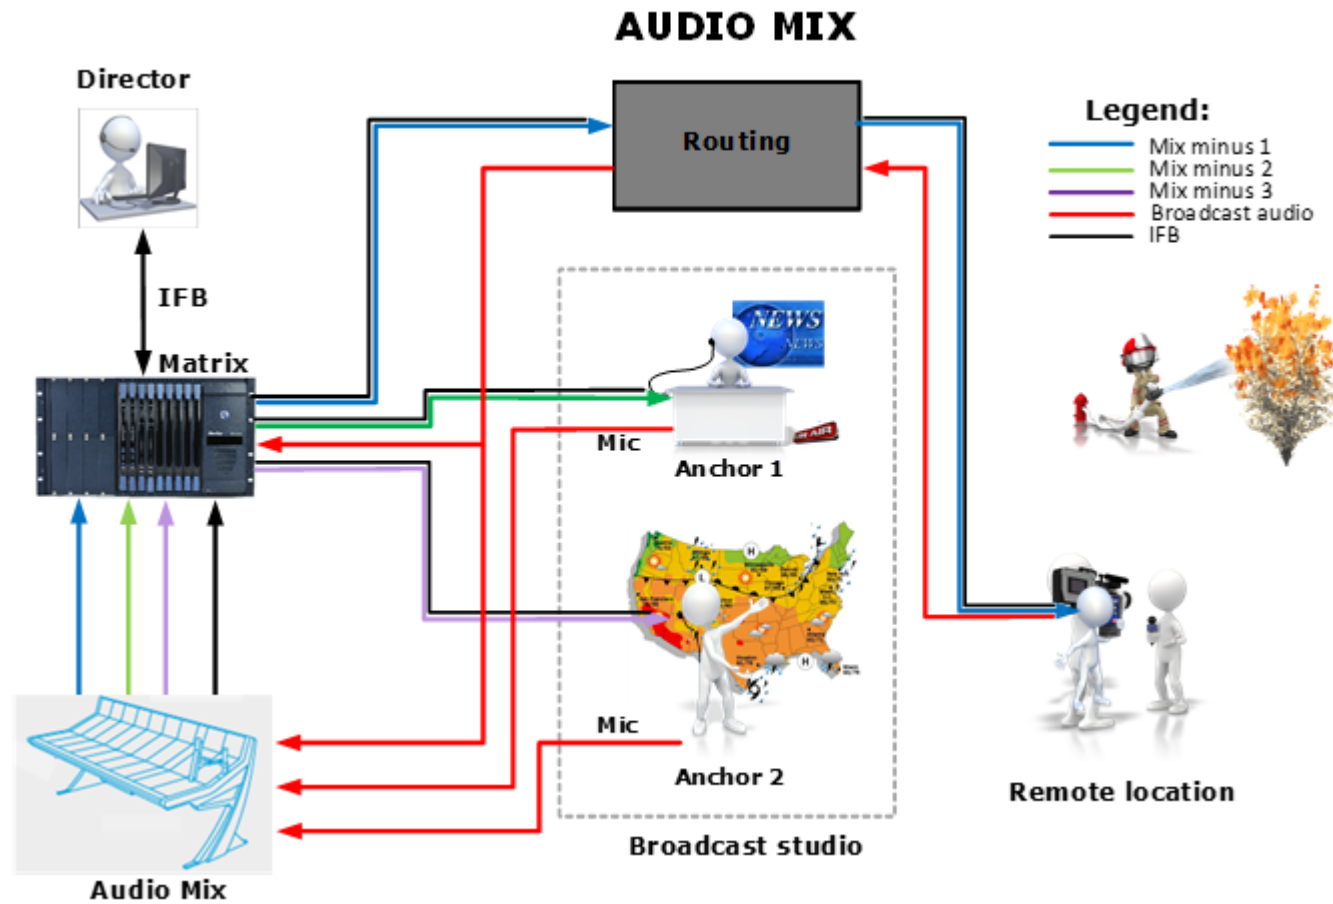 AUDIO MIX
Director
Routing
Legend:
Mix minus 1
Mix minus 2
Mix minus 3
Broadcast audio
IFB
IFB
Matrix
NEWS
NEWS
Mic
AIR
Anchor 1
H
L
H
Mic
Anchor 2
Remote location
Broadcast studio
Audio Mix